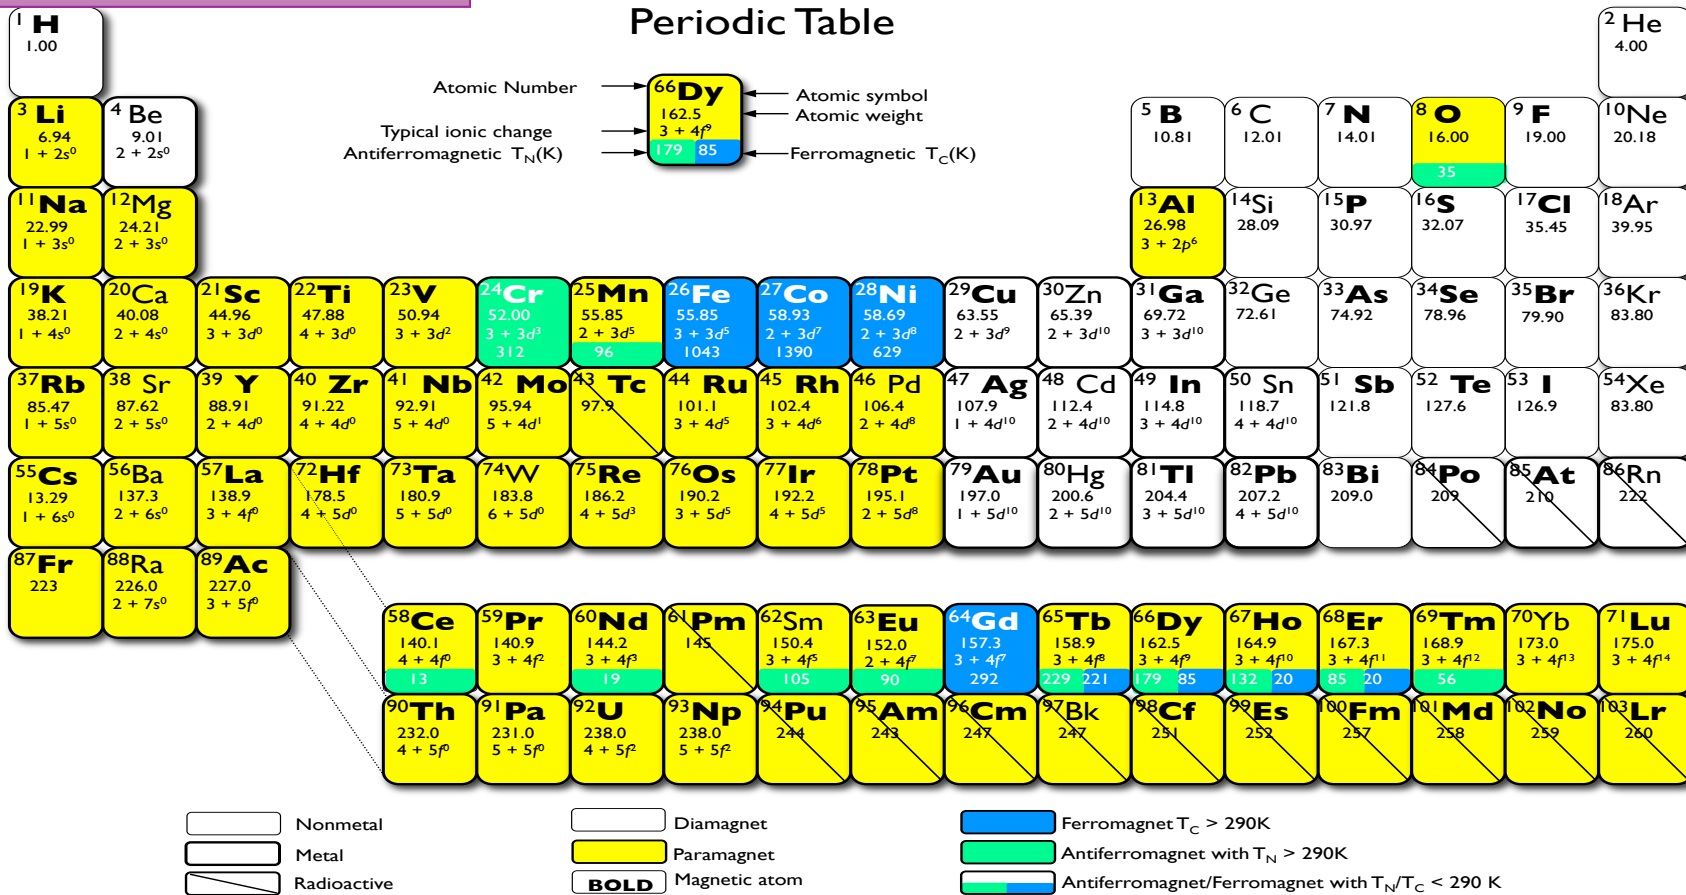 Periodic Table
1 H
1.00
2 He
4.00
Atomic Number
66 Dy
162.5
3 + 4f⁹
179 85
Atomic symbol
Atomic weight
Typical ionic change
Antiferromagnetic T_N(K)
Ferromagnetic T_C(K)
3 Li
6.94
1 + 2s⁰
4 Be
9.01
2 + 2s⁰
5 B
10.81
6 C
12.01
7 N
14.01
8 O
16.00
35
9 F
19.00
10 Ne
20.18
11 Na
22.99
1 + 3s⁰
12 Mg
24.21
2 + 3s⁰
13 Al
26.98
3 + 2p⁶
14 Si
28.09
15 P
30.97
16 S
32.07
17 Cl
35.45
18 Ar
39.95
19 K
38.21
1 + 4s⁰
20 Ca
40.08
2 + 4s⁰
21 Sc
44.96
3 + 3d⁰
22 Ti
47.88
4 + 3d⁰
23 V
50.94
3 + 3d²
24 Cr
52.00
3 + 3d³
312
25 Mn
55.85
2 + 3d⁵
96
26 Fe
55.85
3 + 3d⁵
1043
27 Co
58.93
2 + 3d⁷
1390
28 Ni
58.69
2 + 3d⁸
629
29 Cu
63.55
2 + 3d⁹
30 Zn
65.39
2 + 3d¹⁰
31 Ga
69.72
3 + 3d¹⁰
32 Ge
72.61
33 As
74.92
34 Se
78.96
35 Br
79.90
36 Kr
83.80
37 Rb
85.47
1 + 5s⁰
38 Sr
87.62
2 + 5s⁰
39 Y
88.91
2 + 4d⁰
40 Zr
91.22
4 + 4d⁰
41 Nb
92.91
5 + 4d⁰
42 Mo
95.94
5 + 4d¹
43 Tc
97.9
44 Ru
101.1
3 + 4d⁵
45 Rh
102.4
3 + 4d⁶
46 Pd
106.4
2 + 4d⁸
47 Ag
107.9
1 + 4d¹⁰
48 Cd
112.4
2 + 4d¹⁰
49 In
114.8
3 + 4d¹⁰
50 Sn
118.7
4 + 4d¹⁰
51 Sb
121.8
52 Te
127.6
53 I
126.9
54 Xe
83.80
55 Cs
13.29
1 + 6s⁰
56 Ba
137.3
2 + 6s⁰
57 La
138.9
3 + 4f⁰
72 Hf
178.5
4 + 5d⁰
73 Ta
180.9
5 + 5d⁰
74 W
183.8
6 + 5d⁰
75 Re
186.2
4 + 5d³
76 Os
190.2
3 + 5d⁵
77 Ir
192.2
4 + 5d⁵
78 Pt
195.1
2 + 5d⁸
79 Au
197.0
1 + 5d¹⁰
80 Hg
200.6
2 + 5d¹⁰
81 Tl
204.4
3 + 5d¹⁰
82 Pb
207.2
4 + 5d¹⁰
83 Bi
209.0
84 Po
209
85 At
210
86 Rn
222
87 Fr
223
88 Ra
226.0
2 + 7s⁰
89 Ac
227.0
3 + 5f⁰
58 Ce
140.1
4 + 4f⁰
13
59 Pr
140.9
3 + 4f²
60 Nd
144.2
3 + 4f³
19
61 Pm
145
62 Sm
150.4
3 + 4f⁵
105
63 Eu
152.0
2 + 4f⁷
90
64 Gd
157.3
3 + 4f⁷
292
65 Tb
158.9
3 + 4f⁸
229 221
66 Dy
162.5
3 + 4f⁹
179 85
67 Ho
164.9
3 + 4f¹⁰
132 20
68 Er
167.3
3 + 4f¹¹
85 20
69 Tm
168.9
3 + 4f¹²
56
70 Yb
173.0
3 + 4f¹³
71 Lu
175.0
3 + 4f¹⁴
90 Th
232.0
4 + 5f⁰
91 Pa
231.0
5 + 5f⁰
92 U
238.0
4 + 5f²
93 Np
238.0
5 + 5f²
94 Pu
244
95 Am
243
96 Cm
247
97 Bk
247
98 Cf
251
99 Es
252
100 Fm
257
101 Md
258
102 No
259
103 Lr
260
Nonmetal
Metal
Radioactive
Diamagnet
Paramagnet
BOLD Magnetic atom
Ferromagnet T_C > 290K
Antiferromagnet with T_N > 290K
Antiferromagnet/Ferromagnet with T_N/T_C < 290 K